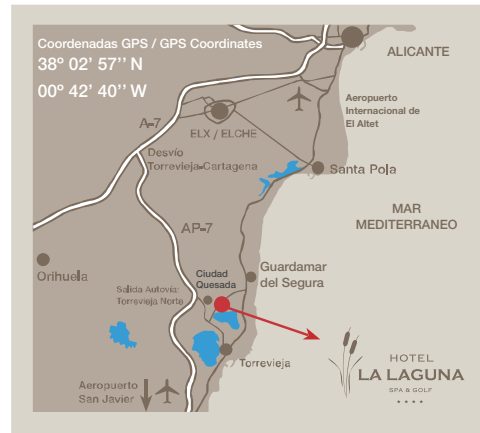 Coordenadas GPS / GPS Coordinates
38º 02' 57'' N
00º 42' 40'' W
ALICANTE
Aeropuerto
Internacional de
El Altet
A-7
ELX / ELCHE
Desvío
Torrevieja-Cartagena
Santa Pola
MAR
MEDITERRANEO
AP-7
Orihuela
Ciudad
Quesada
Guardamar
del Segura
Salida Autovía:
Torrevieja Norte
Torrevieja
HOTEL
LA LAGUNA
SPA & GOLF
Aeropuerto
San Javier